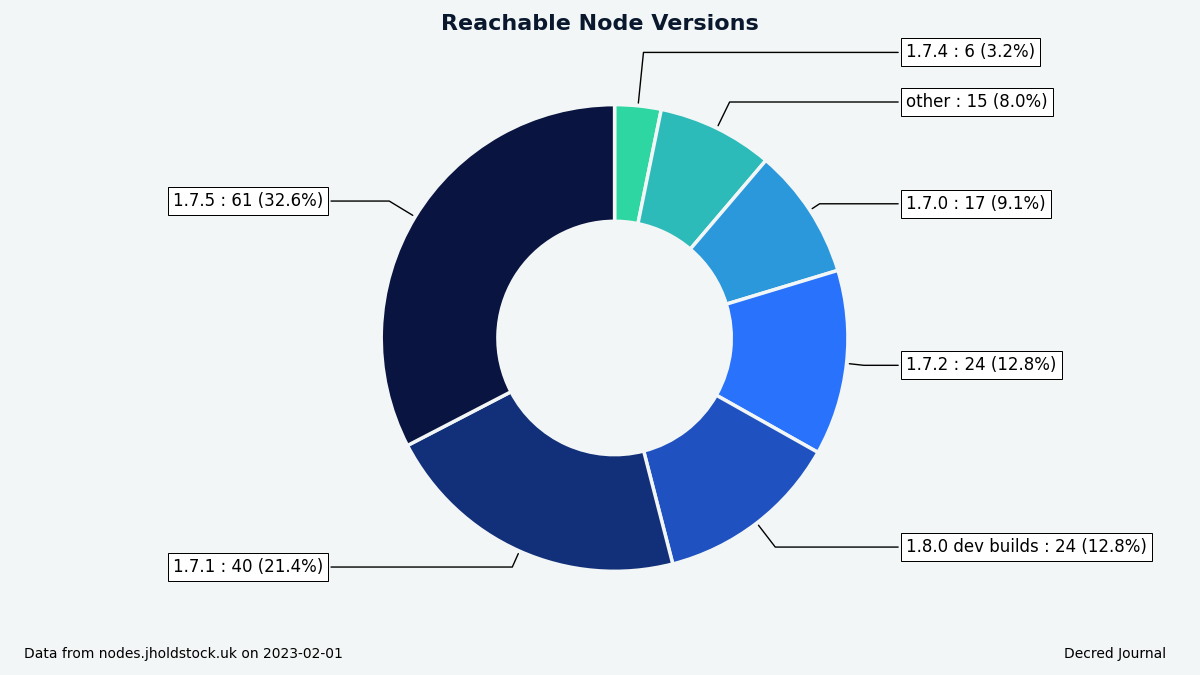 Reachable Node Versions
1.7.4 : 6 (3.2%)
other : 15 (8.0%)
1.7.5 : 61 (32.6%)
1.7.0 : 17 (9.1%)
1.7.2 : 24 (12.8%)
1.8.0 dev builds : 24 (12.8%)
1.7.1 : 40 (21.4%)
Data from nodes.jholdstock.uk on 2023-02-01
Decred Journal